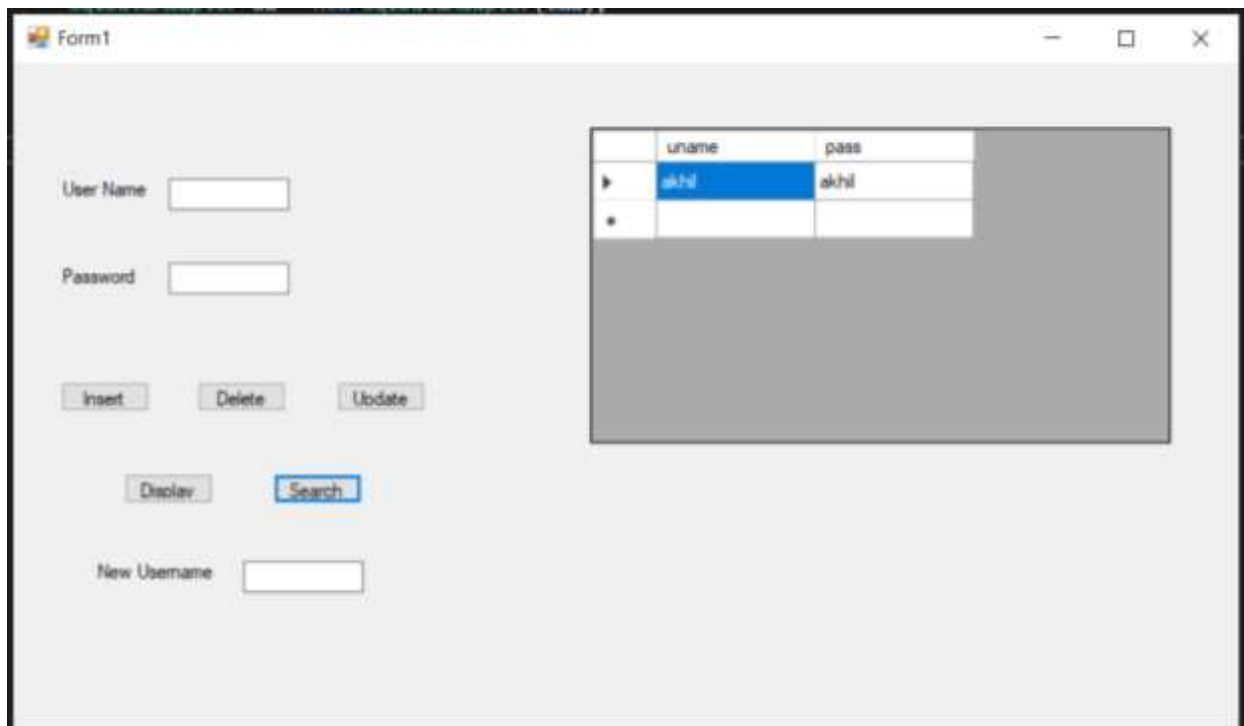 Form1
uname pass
User Name
akhil akhil
Password
Insert Delete Update
Display Search
New Username